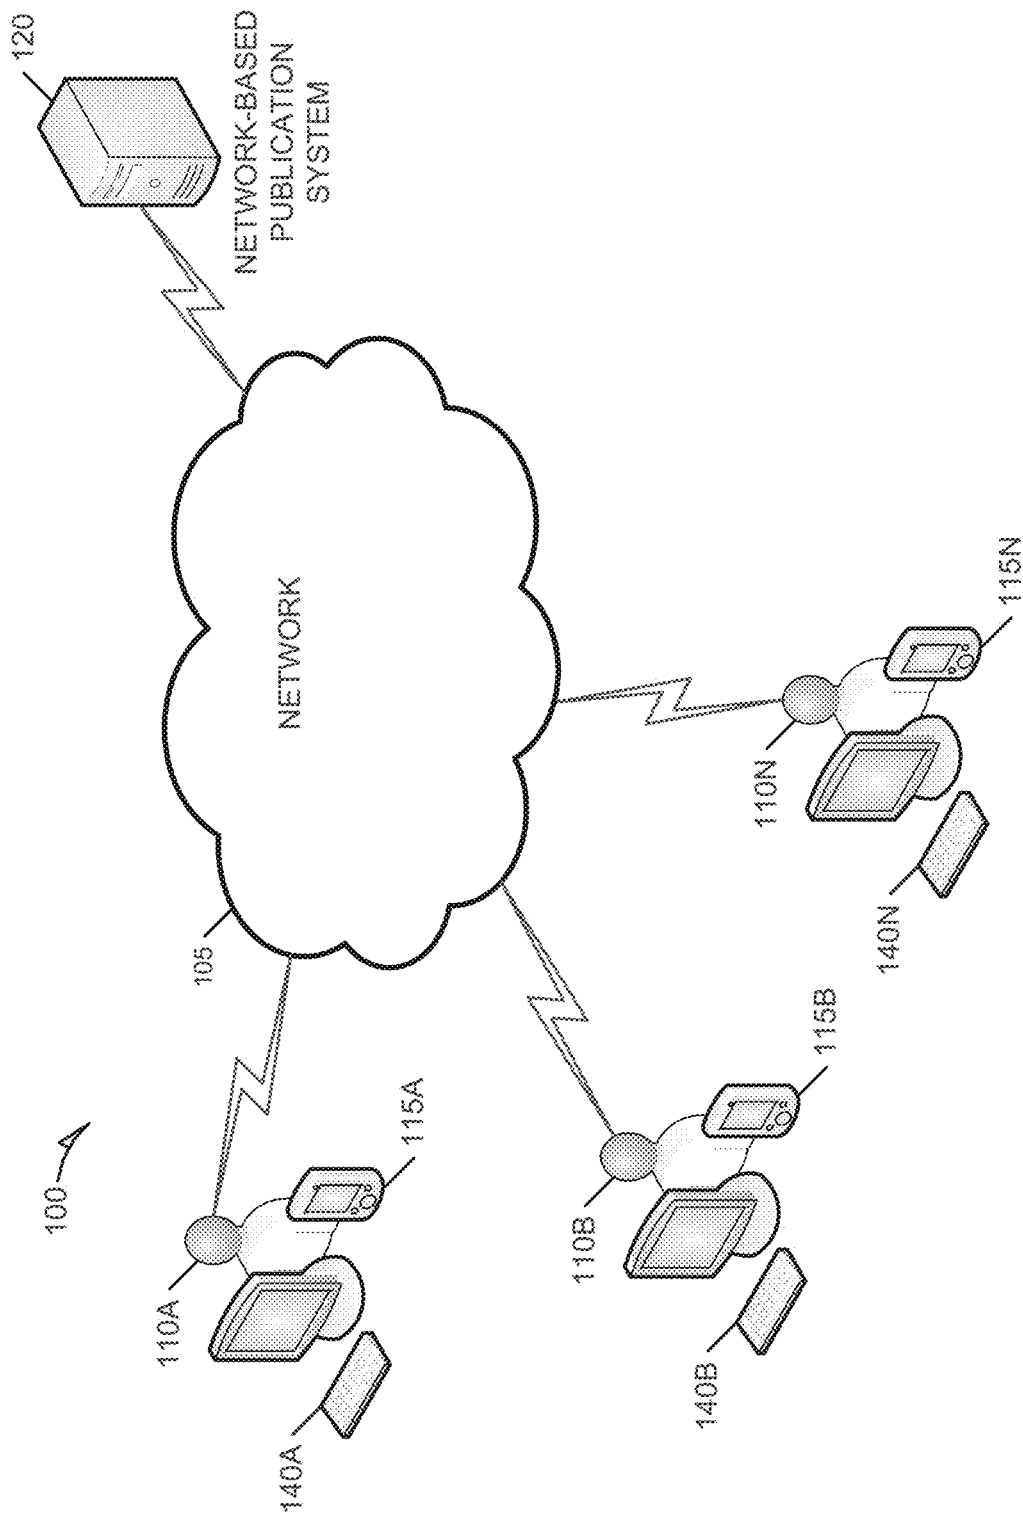 100
105
NETWORK
120
NETWORK-BASED
PUBLICATION
SYSTEM
110A
115A
140A
110B
115B
140B
110N
115N
140N